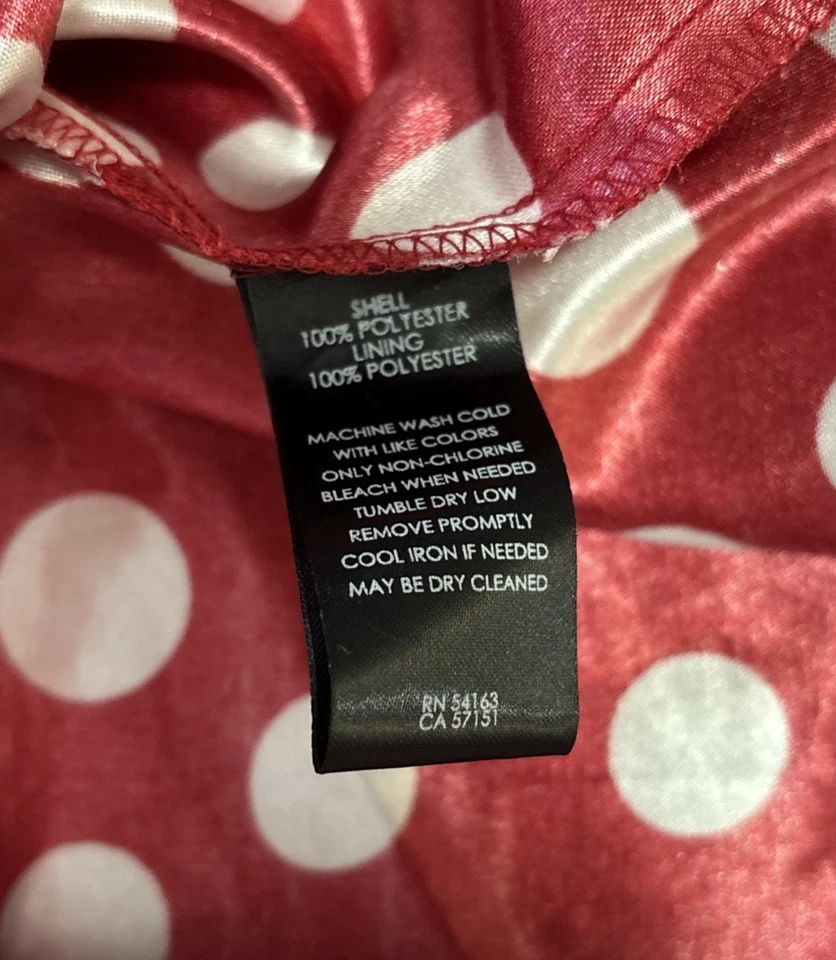 SHELL
100% POLYESTER
LINING
100% POLYESTER
MACHINE WASH COLD
WITH LIKE COLORS
ONLY NON-CHLORINE
BLEACH WHEN NEEDED
TUMBLE DRY LOW
REMOVE PROMPTLY
COOL IRON IF NEEDED
MAY BE DRY CLEANED
RN 54163
CA 57151